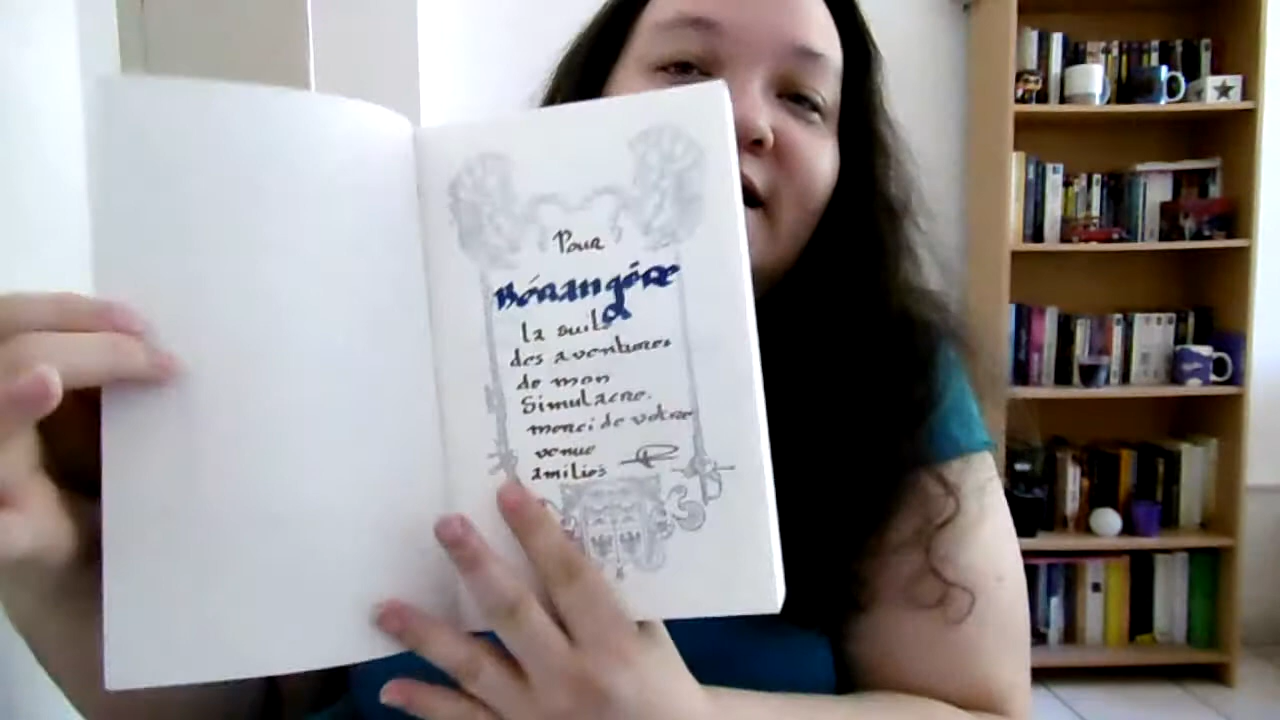 Pour
Bérangère
la suite
des aventures
de mon
Simulacre.
merci de votre
venue
amitiés